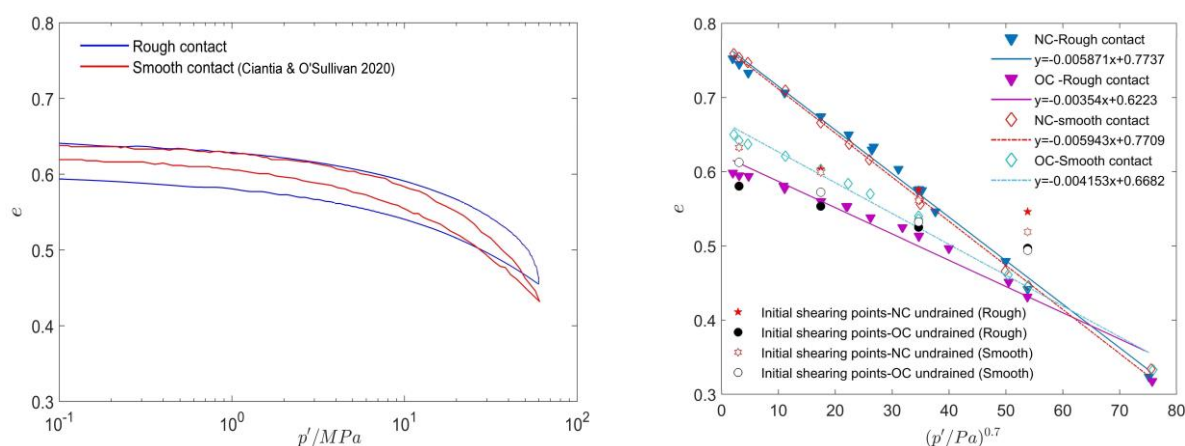 0.8
0.7
0.6
0.5
0.4
0.3
e
10^-1
10^0
10^1
10^2
p'/MPa
Rough contact
Smooth contact (Ciantia & O'Sullivan 2020)
0.8
0.7
0.6
0.5
0.4
0.3
e
0
10
20
30
40
50
60
70
80
(p'/Pa)^0.7
NC-Rough contact
y=-0.005871x+0.7737
OC -Rough contact
y=-0.00354x+0.6223
NC-smooth contact
y=-0.005943x+0.7709
OC-Smooth contact
y=-0.004153x+0.6682
Initial shearing points-NC undrained (Rough)
Initial shearing points-OC undrained (Rough)
Initial shearing points-NC undrained (Smooth)
Initial shearing points-OC undrained (Smooth)